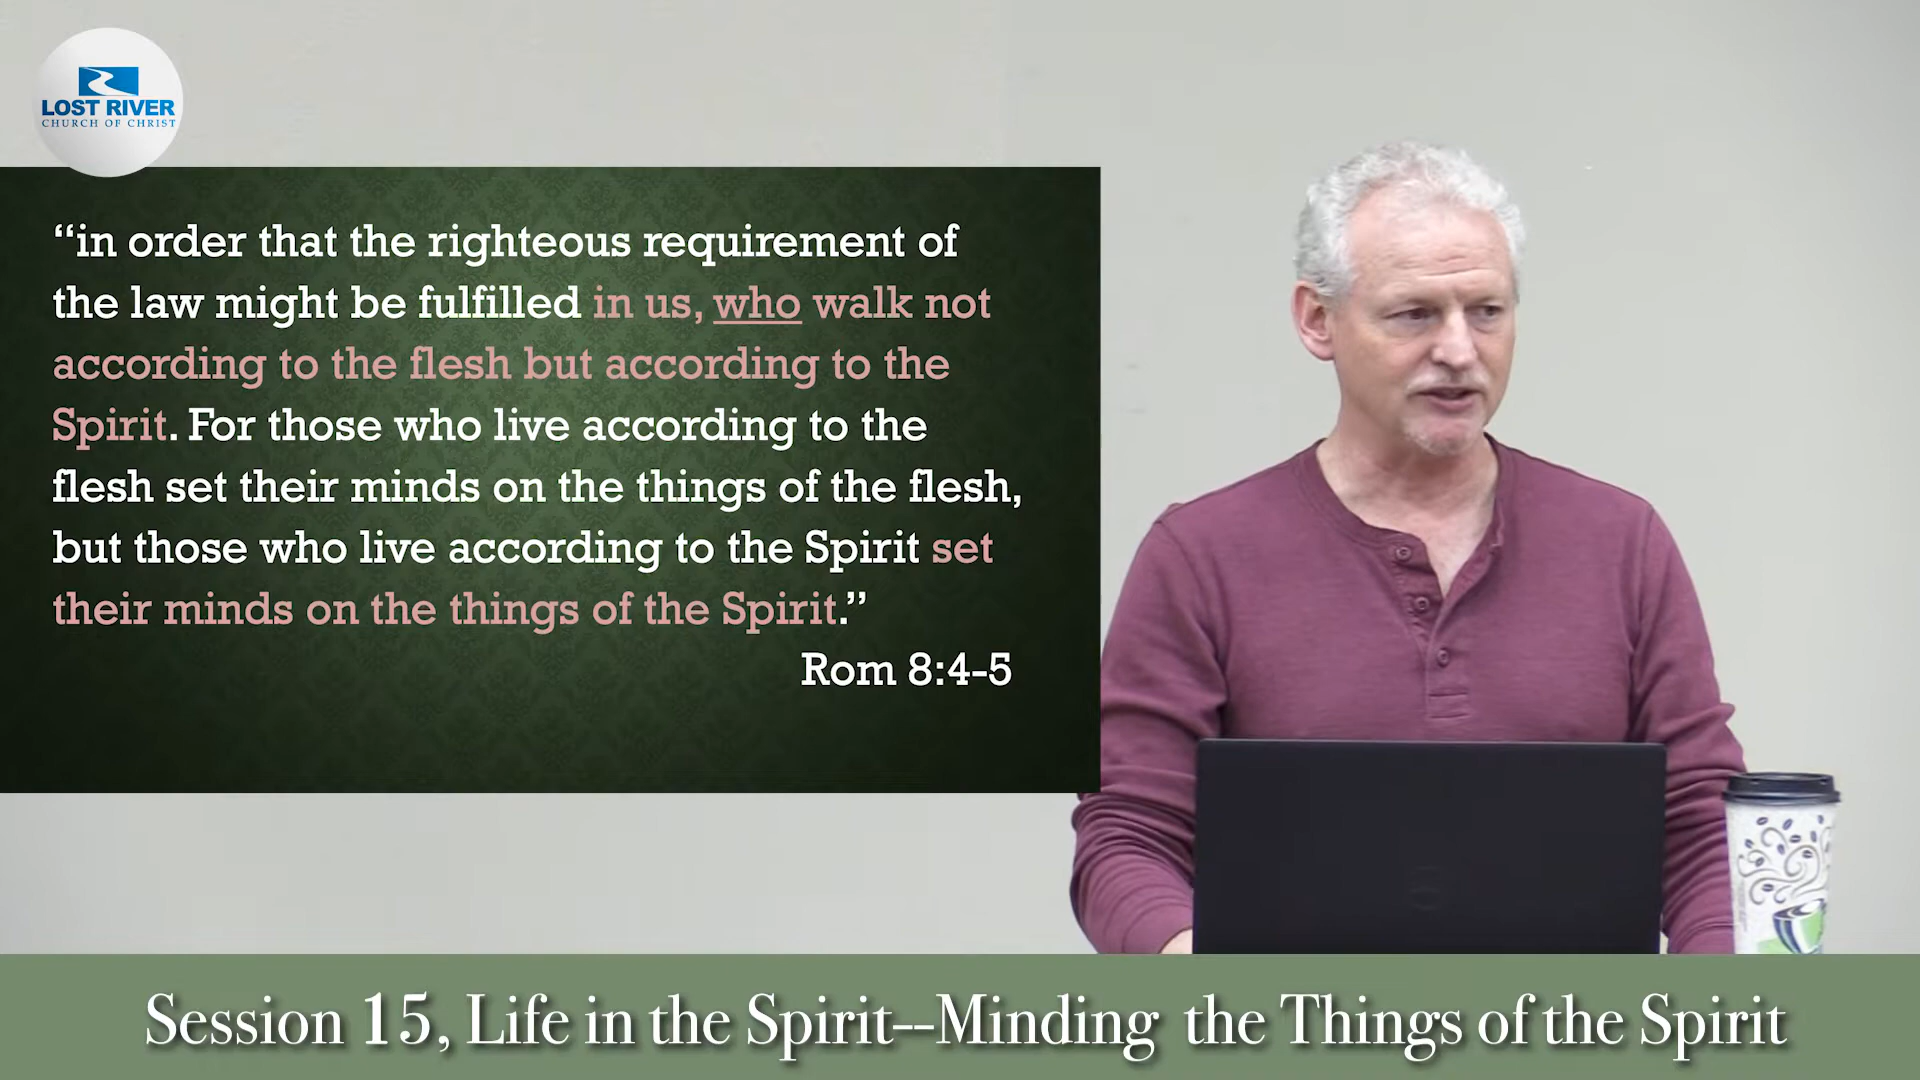 LOST RIVER
CHURCH OF CHRIST
“in order that the righteous requirement of
the law might be fulfilled in us, who walk not
according to the flesh but according to the
Spirit. For those who live according to the
flesh set their minds on the things of the flesh,
but those who live according to the Spirit set
their minds on the things of the Spirit.”
Rom 8:4-5
Session 15, Life in the Spirit--Minding the Things of the Spirit